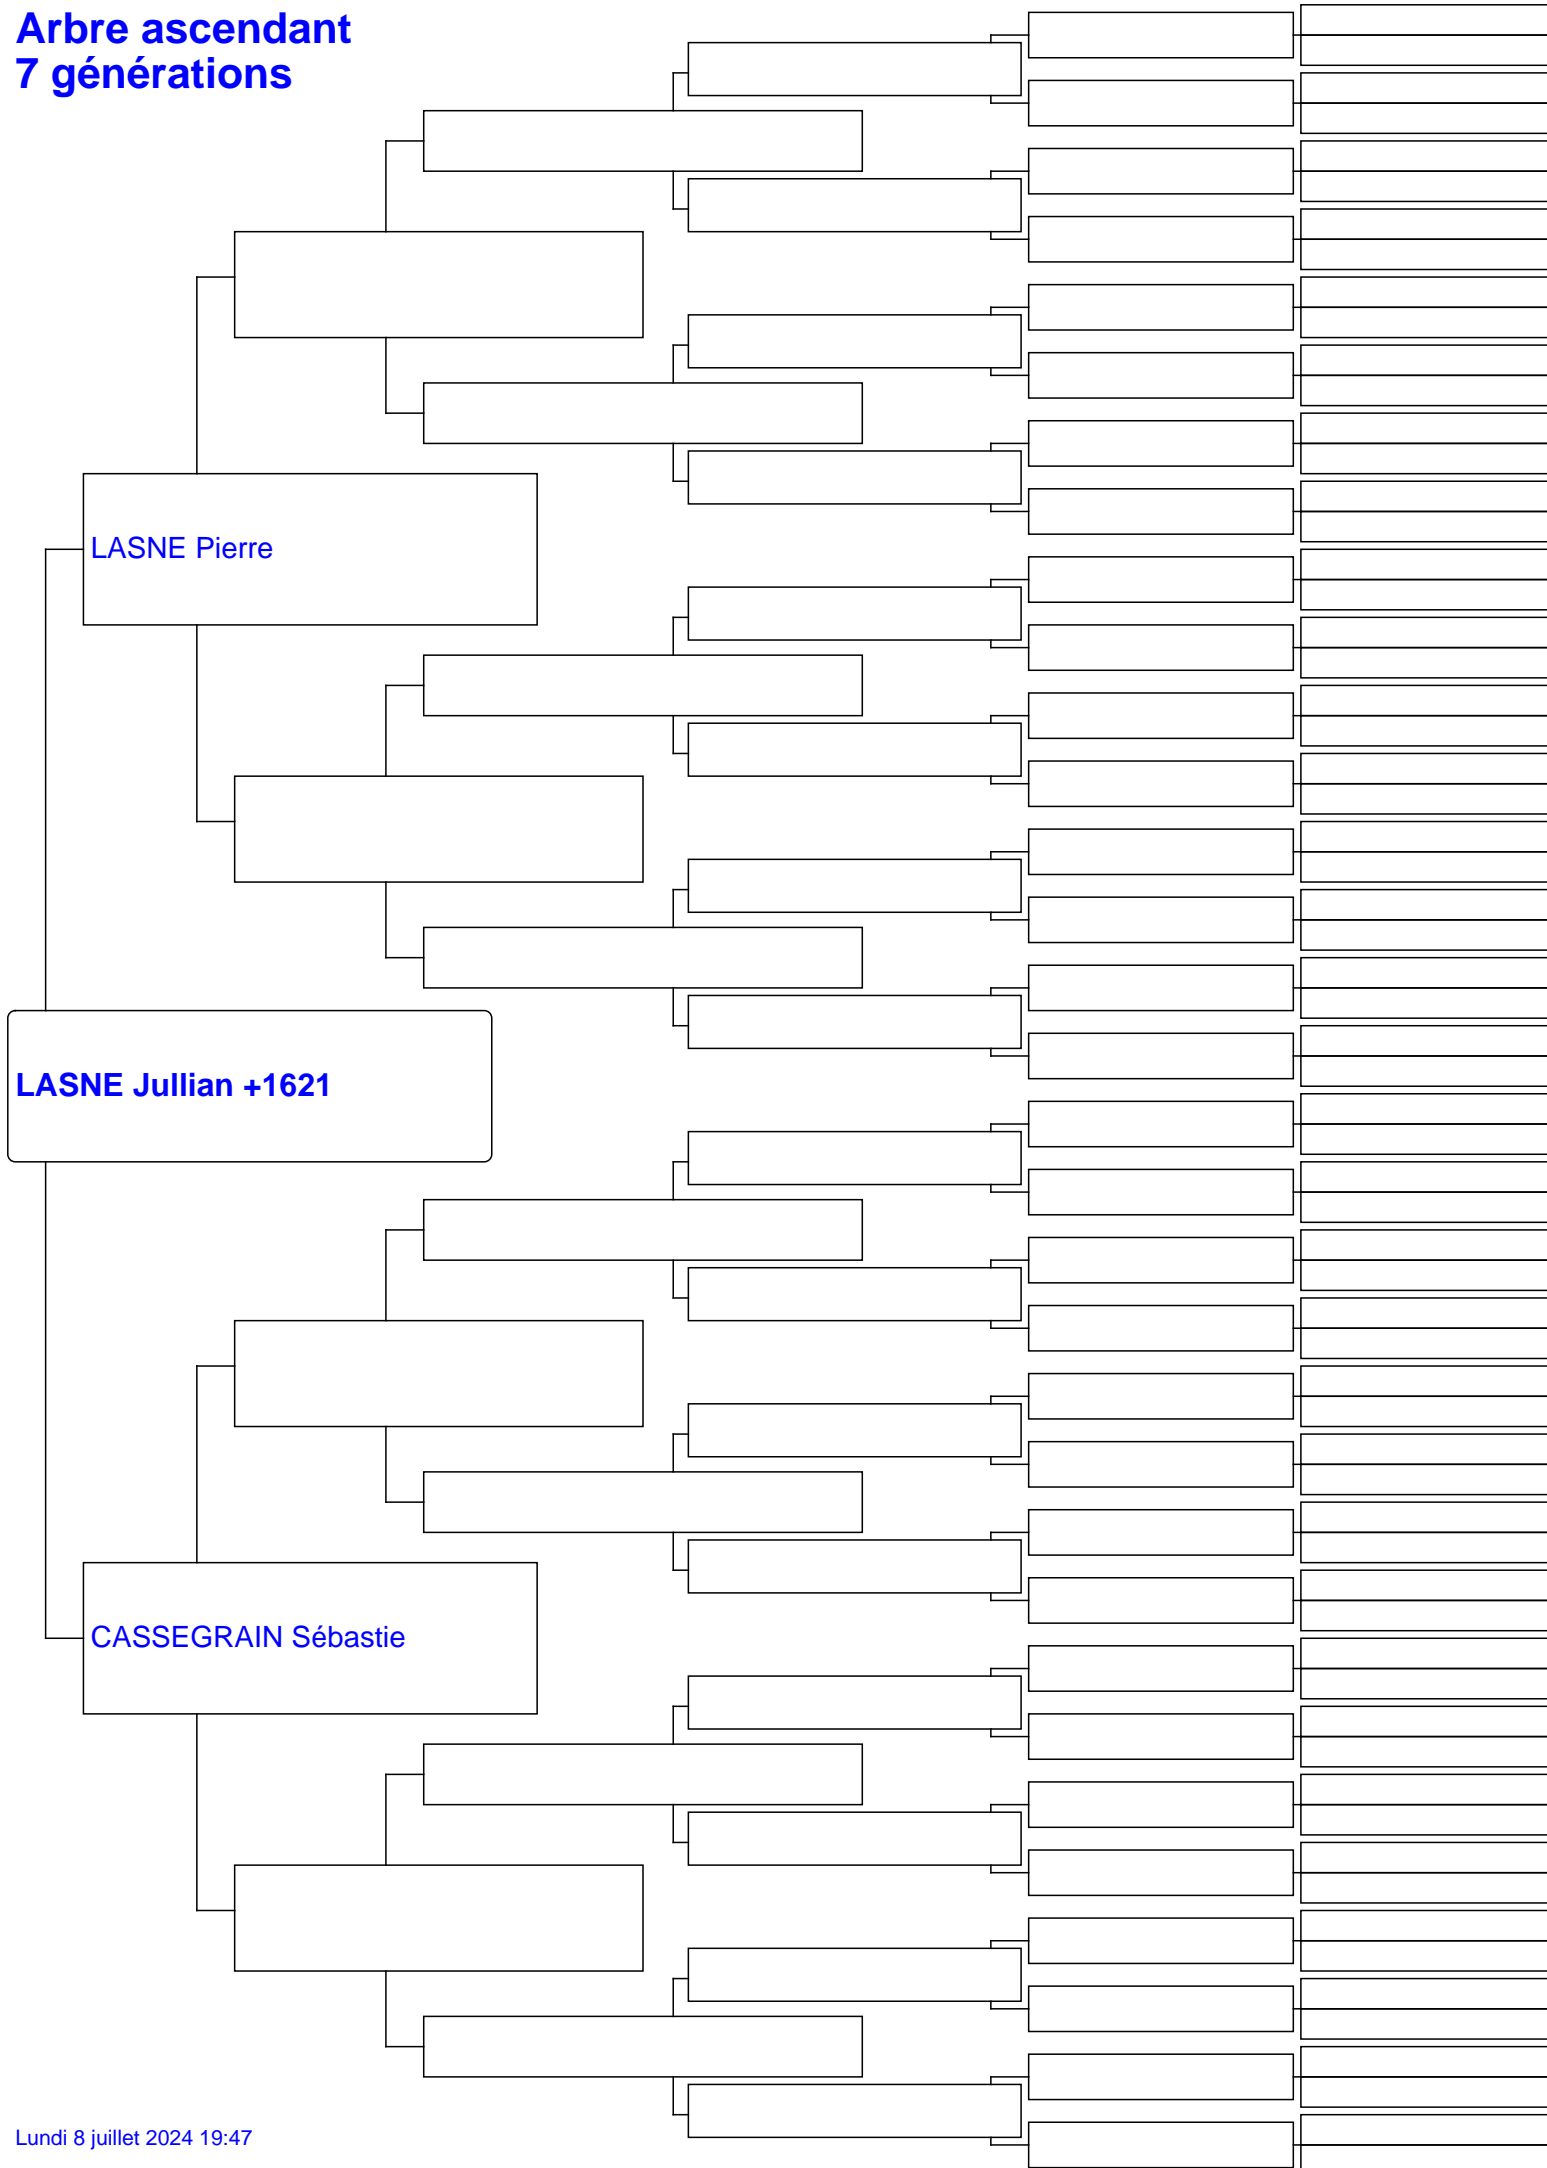 Arbre ascendant
7 générations
LASNE Pierre
LASNE Jullian +1621
CASSEGRAIN Sébastie
Lundi 8 juillet 2024 19:47